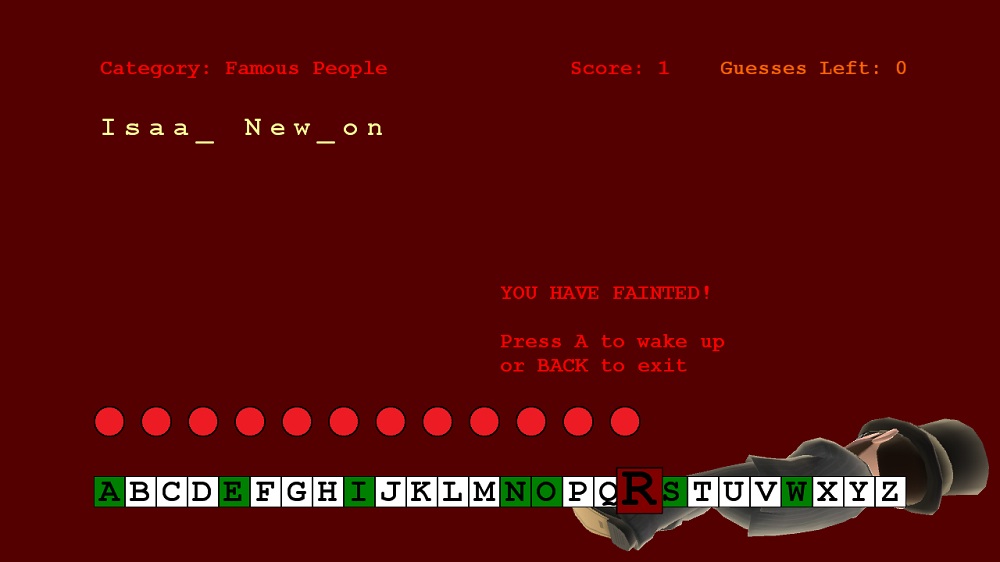 Category: Famous People Score: 1 Guesses Left: 0
Isaa_ New_on
YOU HAVE FAINTED!
Press A to wake up
or BACK to exit
ABCDEFGHIJKLMNOPQRSTUVWXYZ